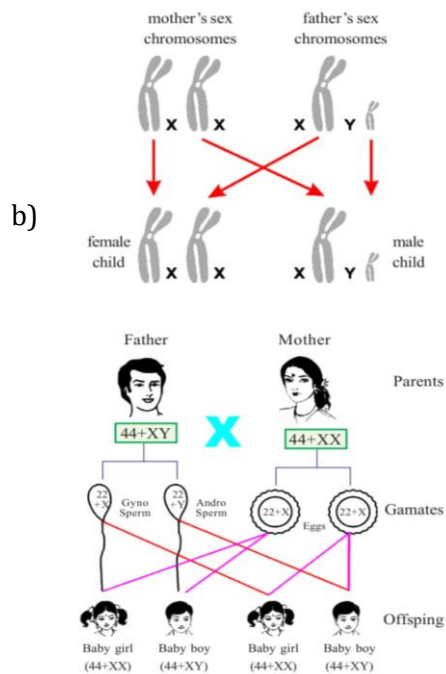 mother's sex chromosomes
father's sex chromosomes
X X X Y
b)
female child
male child
X X X Y
Father Mother
Parents
44+XY X 44+XX
22 +X
Gyno Sperm
22 +Y
Andro Sperm
22+X
Eggs
22+X
Gamates
Offsping
Baby girl (44+XX)
Baby boy (44+XY)
Baby girl (44+XX)
Baby boy (44+XY)